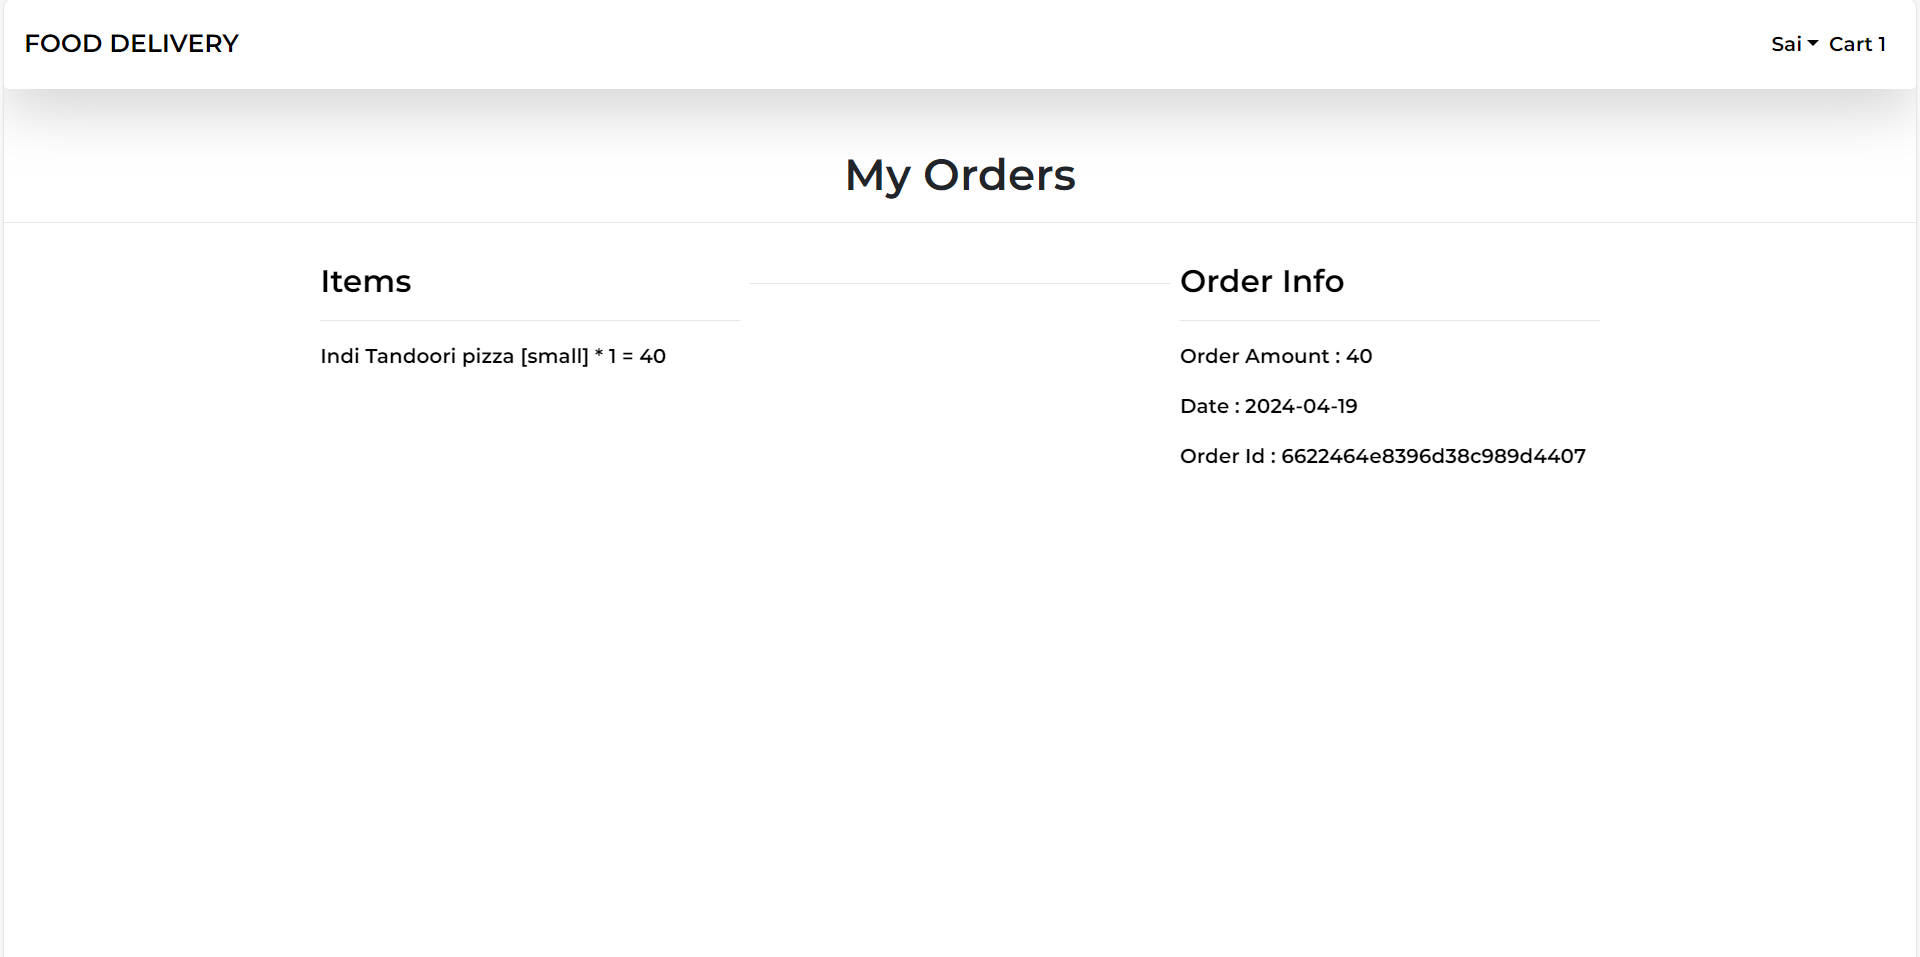 FOOD DELIVERY
Sai Cart 1
My Orders
Items
Indi Tandoori pizza [small] * 1 = 40
Order Info
Order Amount : 40
Date : 2024-04-19
Order Id : 6622464e8396d38c989d4407